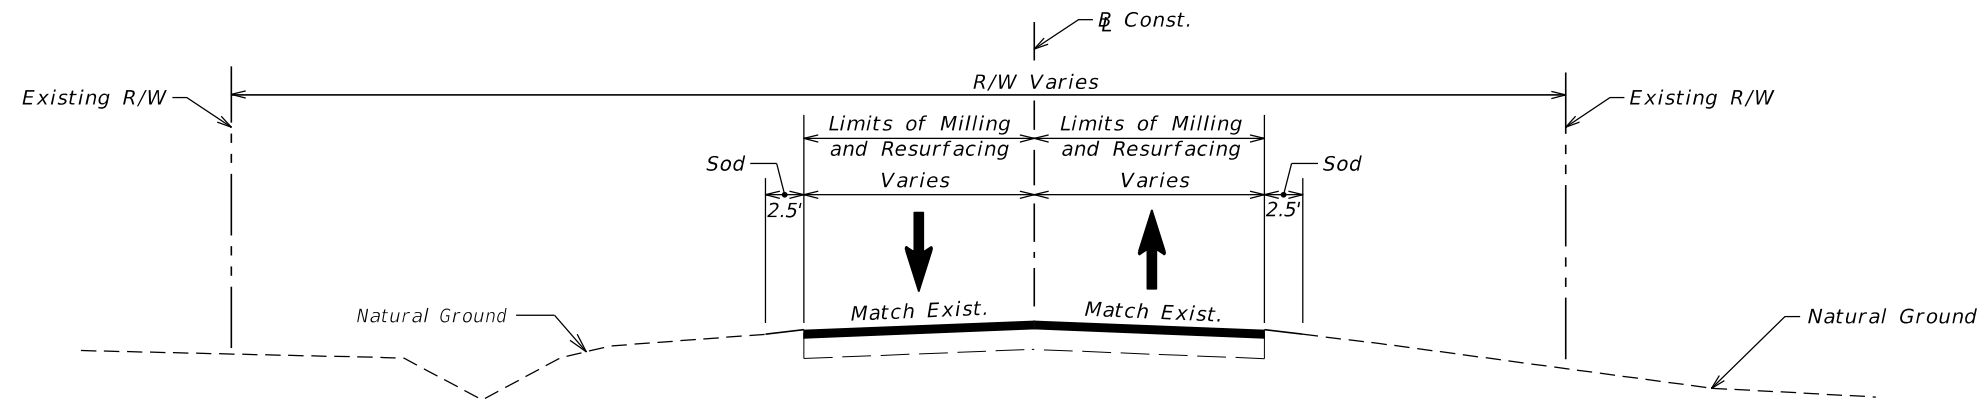 ℄ Const.
R/W Varies
Existing R/W
Existing R/W
Limits of Milling
and Resurfacing
Limits of Milling
and Resurfacing
Sod
Varies
Varies
Sod
2.5'
2.5'
Match Exist.
Match Exist.
Natural Ground
Natural Ground